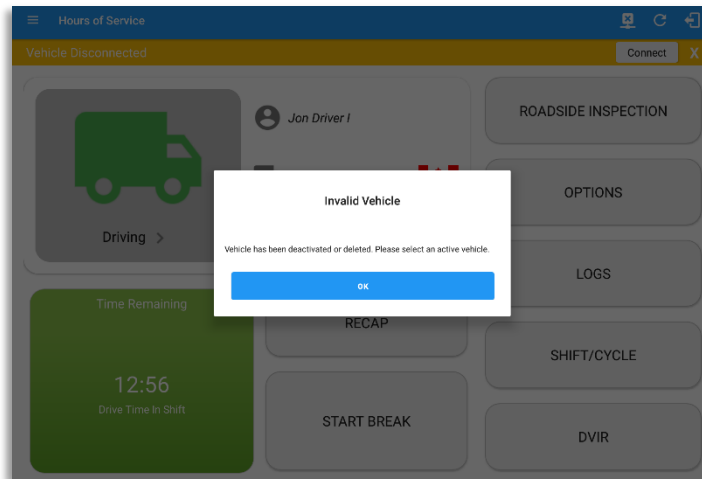 Hours of Service
Vehicle Disconnected
Connect
X
Jon Driver I
Driving >
Invalid Vehicle
Vehicle has been deactivated or deleted. Please select an active vehicle.
OK
Time Remaining
12:56
Drive Time In Shift
RECAP
START BREAK
ROADSIDE INSPECTION
OPTIONS
LOGS
SHIFT/CYCLE
DVIR